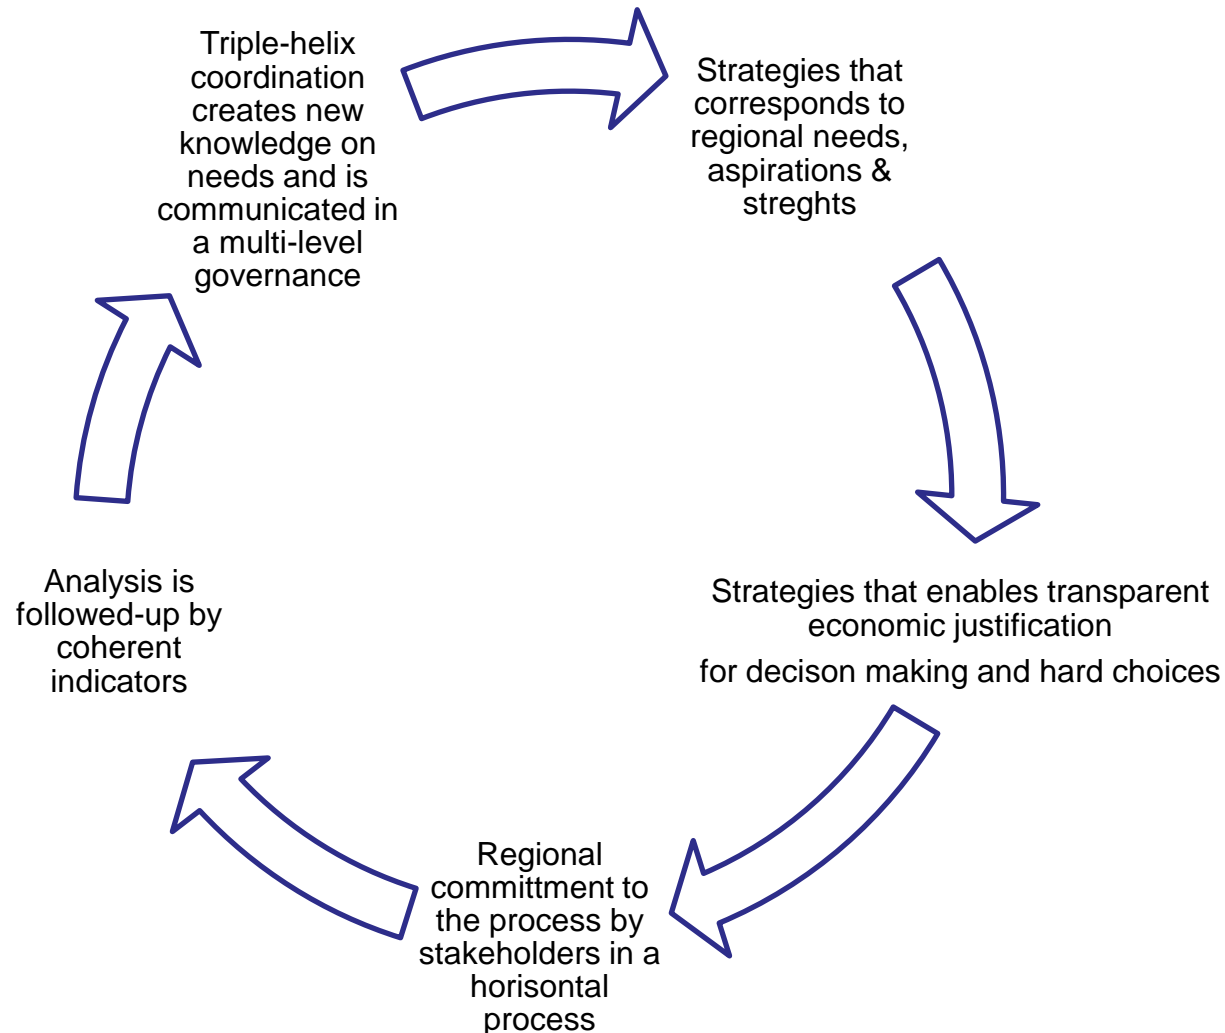 Triple-helix
coordination
creates new
knowledge on
needs and is
communicated in
a multi-level
governance
Strategies that
corresponds to
regional needs,
aspirations &
streghts
Strategies that enables transparent
economic justification
for decison making and hard choices
Regional
committment to
the process by
stakeholders in a
horisontal
process
Analysis is
followed-up by
coherent
indicators